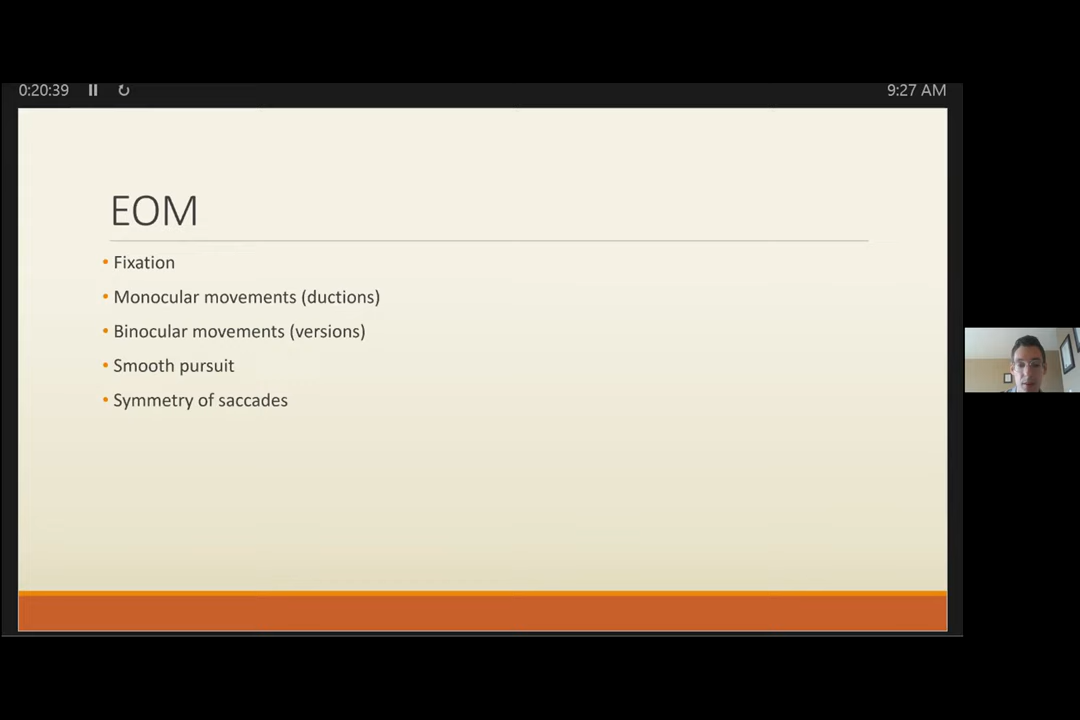 0:20:39 9:27 AM
EOM
• Fixation
• Monocular movements (ductions)
• Binocular movements (versions)
• Smooth pursuit
• Symmetry of saccades